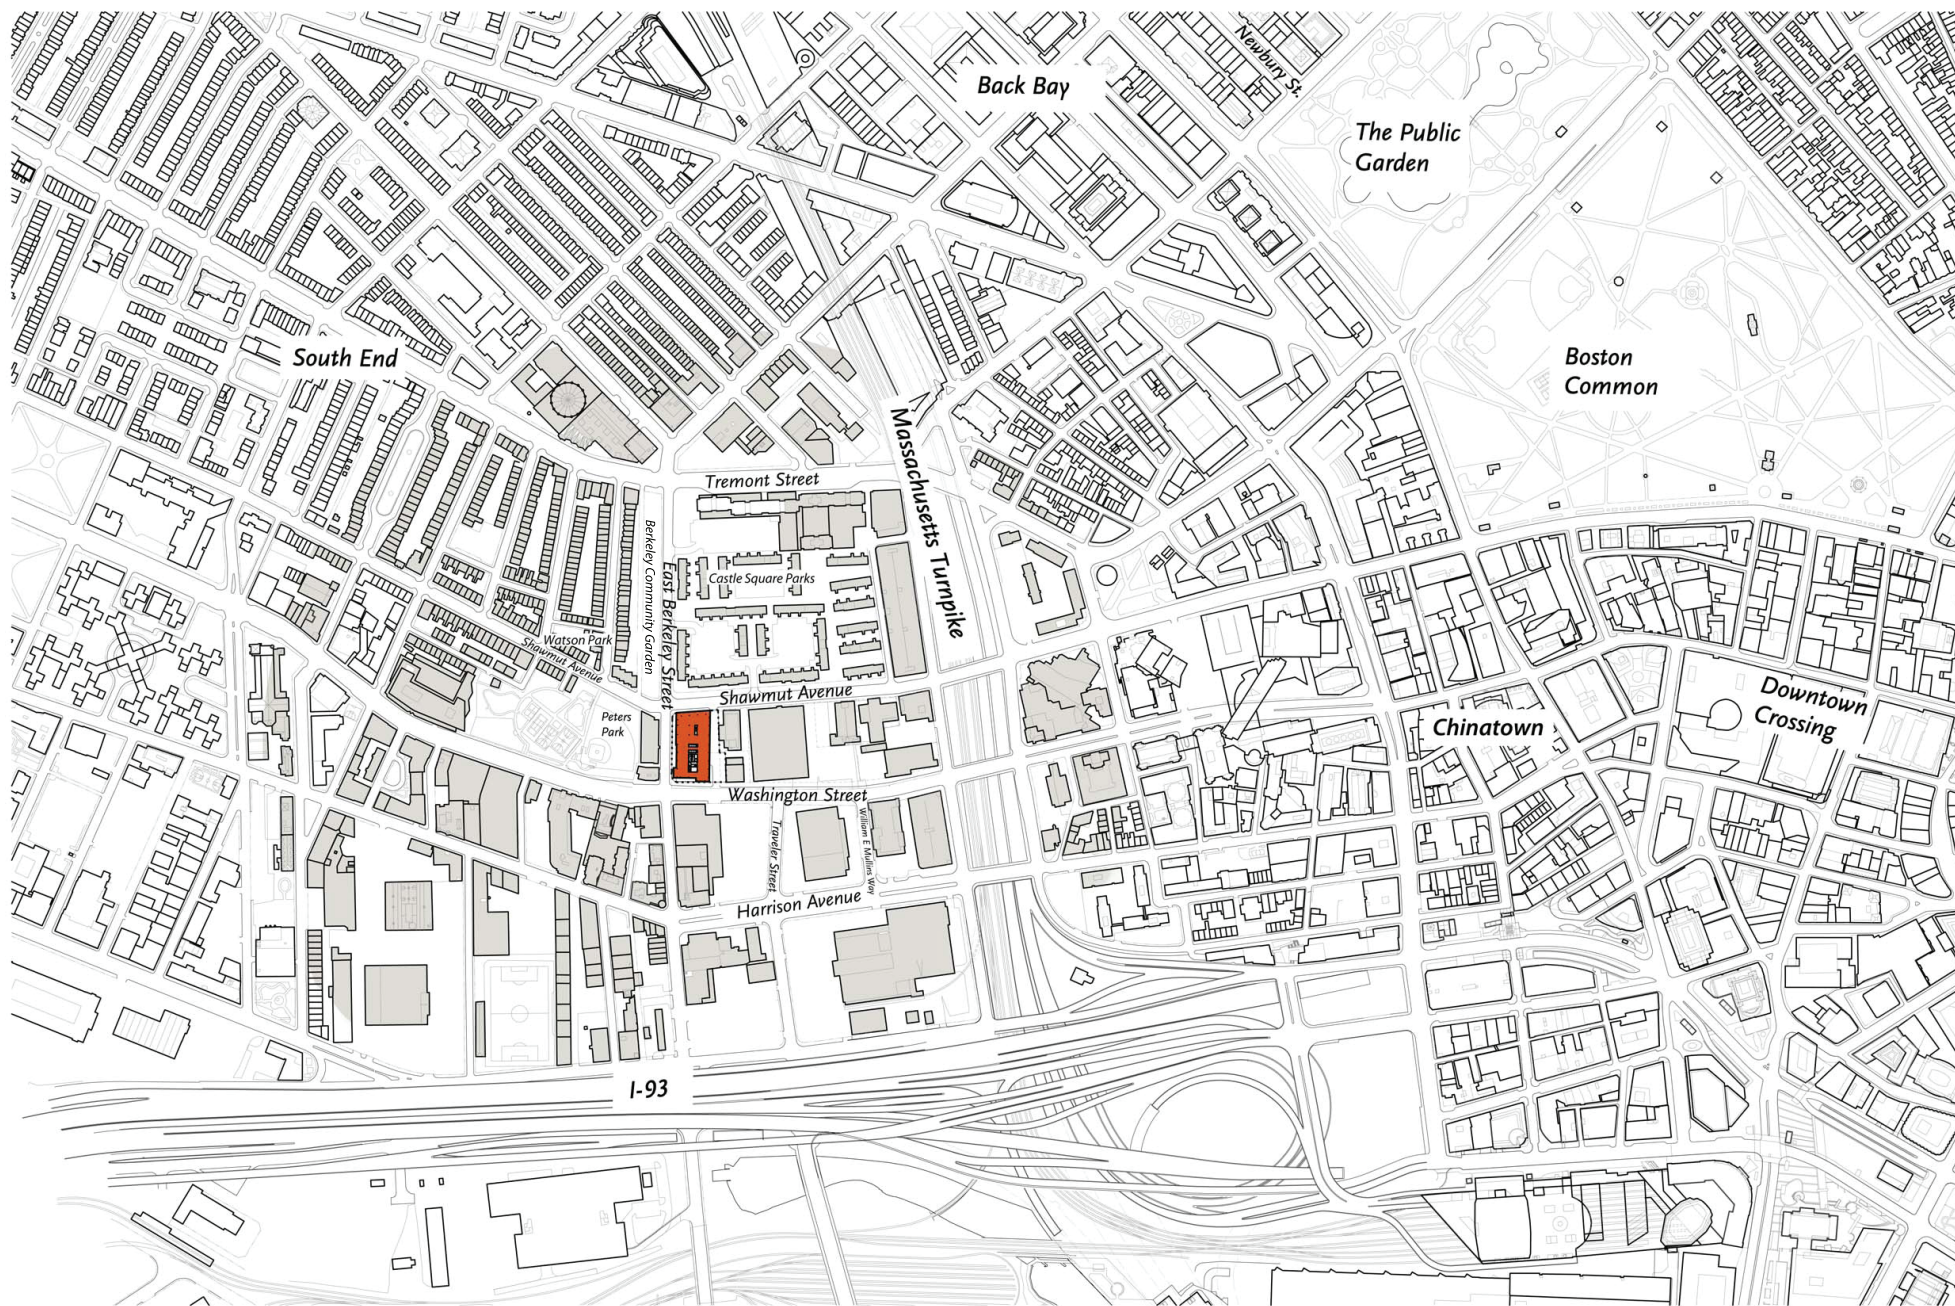 Newbury St.
Back Bay
The Public
Garden
South End
Boston
Common
Massachusetts Turnpike
Tremont Street
Berkeley Community Garden
East Berkeley Street
Castle Square Parks
Watson Park
Shawmut Avenue
Shawmut Avenue
Peters
Park
Chinatown
Downtown
Crossing
Washington Street
Traveler Street
William E Mullins Way
Harrison Avenue
I-93